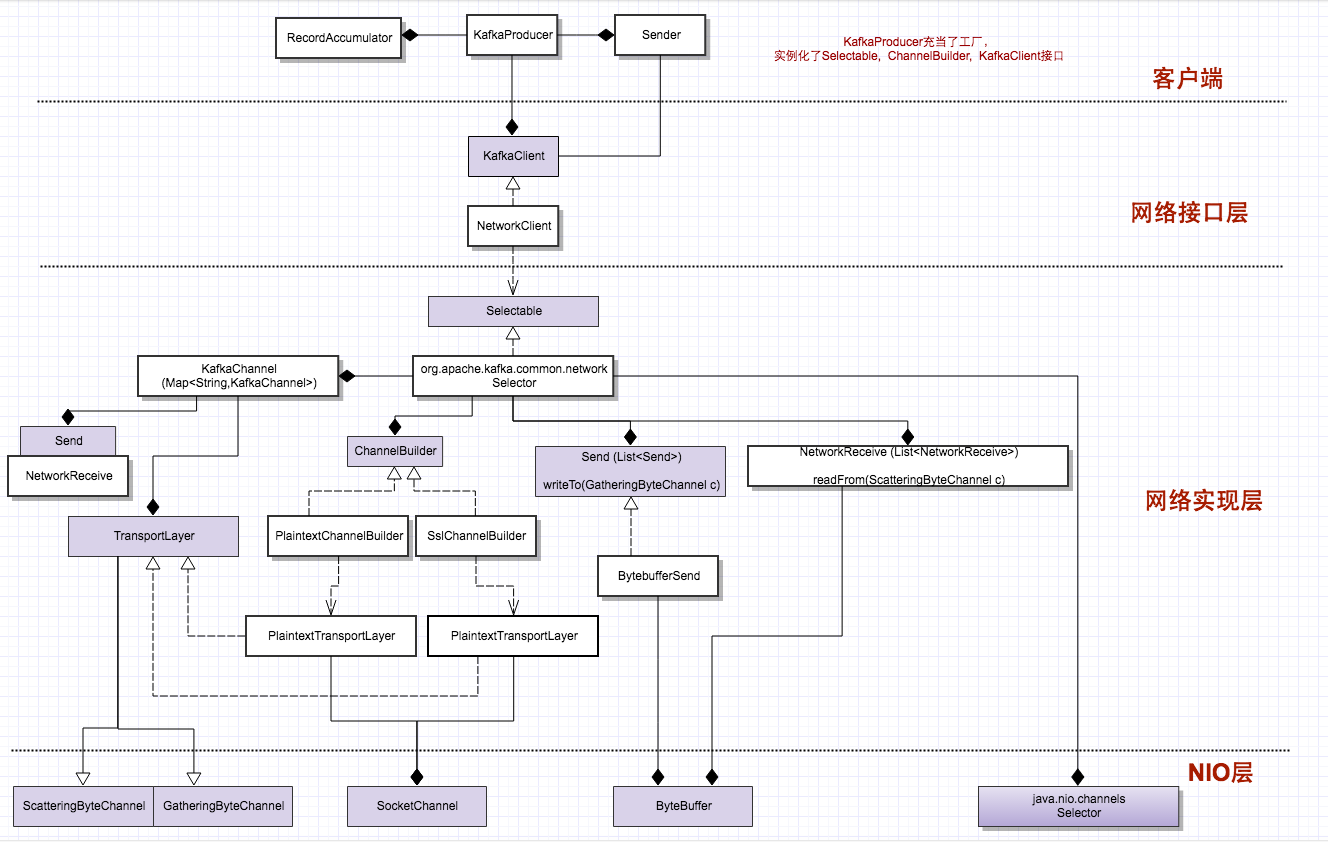 RecordAccumulator
KafkaProducer
Sender
KafkaProducer充当了工厂，
实例化了Selectable, ChannelBuilder, KafkaClient接口
客户端
KafkaClient
网络接口层
NetworkClient
Selectable
KafkaChannel
(Map<String,KafkaChannel>)
org.apache.kafka.common.network
Selector
Send
NetworkReceive
ChannelBuilder
Send (List<Send>)
writeTo(GatheringByteChannel c)
NetworkReceive (List<NetworkReceive>)
readFrom(ScatteringByteChannel c)
网络实现层
TransportLayer
PlaintextChannelBuilder
SslChannelBuilder
BytebufferSend
PlaintextTransportLayer
PlaintextTransportLayer
NIO层
ScatteringByteChannel
GatheringByteChannel
SocketChannel
ByteBuffer
java.nio.channels
Selector